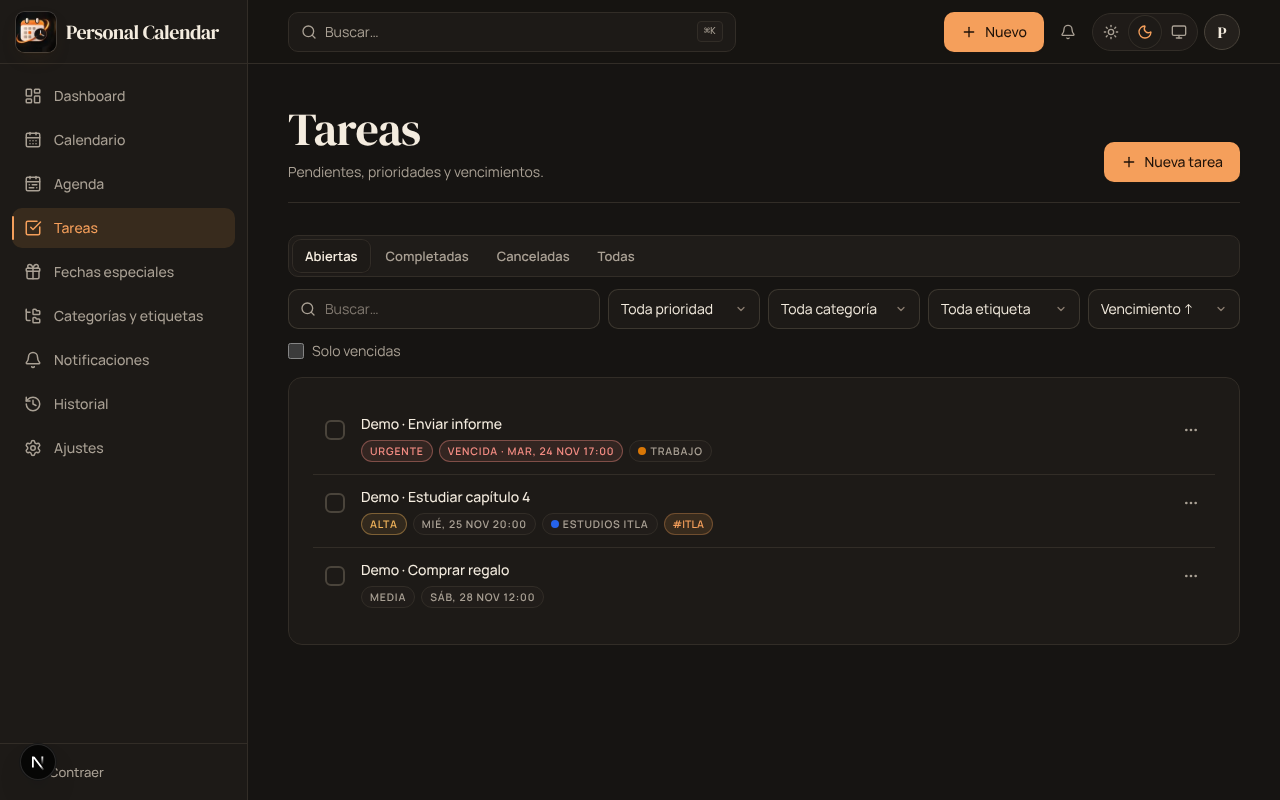 Personal Calendar
Buscar...
⌘K
+ Nuevo
P
Dashboard
Calendario
Agenda
Tareas
Fechas especiales
Categorías y etiquetas
Notificaciones
Historial
Ajustes
N
Contraer
Tareas
Pendientes, prioridades y vencimientos.
+ Nueva tarea
Abiertas Completadas Canceladas Todas
Buscar...
Toda prioridad
Toda categoría
Toda etiqueta
Vencimiento ↑
Solo vencidas
Demo · Enviar informe
URGENTE VENCIDA · MAR, 24 NOV 17:00 TRABAJO
Demo · Estudiar capítulo 4
ALTA MIÉ, 25 NOV 20:00 ESTUDIOS ITLA #ITLA
Demo · Comprar regalo
MEDIA SÁB, 28 NOV 12:00